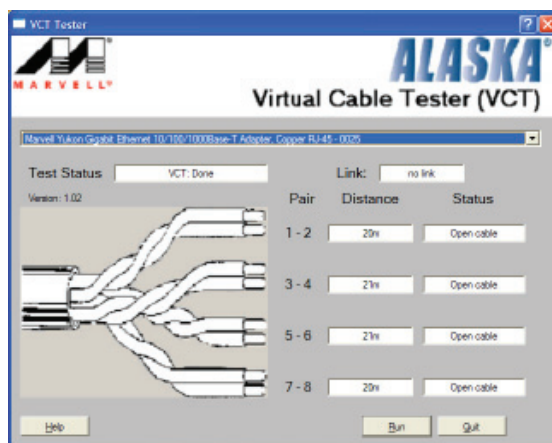 VCT Tester
MARVELL®
ALASKA®
Virtual Cable Tester (VCT)
Marvell Yukon Gigabit Ethernet 10/100/1000Base-T Adapter, Copper RJ-45 - 0025
Test Status VCT: Done Link: no link
Version: 1.02 Pair Distance Status
1 - 2 20m Open cable
3 - 4 21m Open cable
5 - 6 21m Open cable
7 - 8 20m Open cable
Help Run Quit